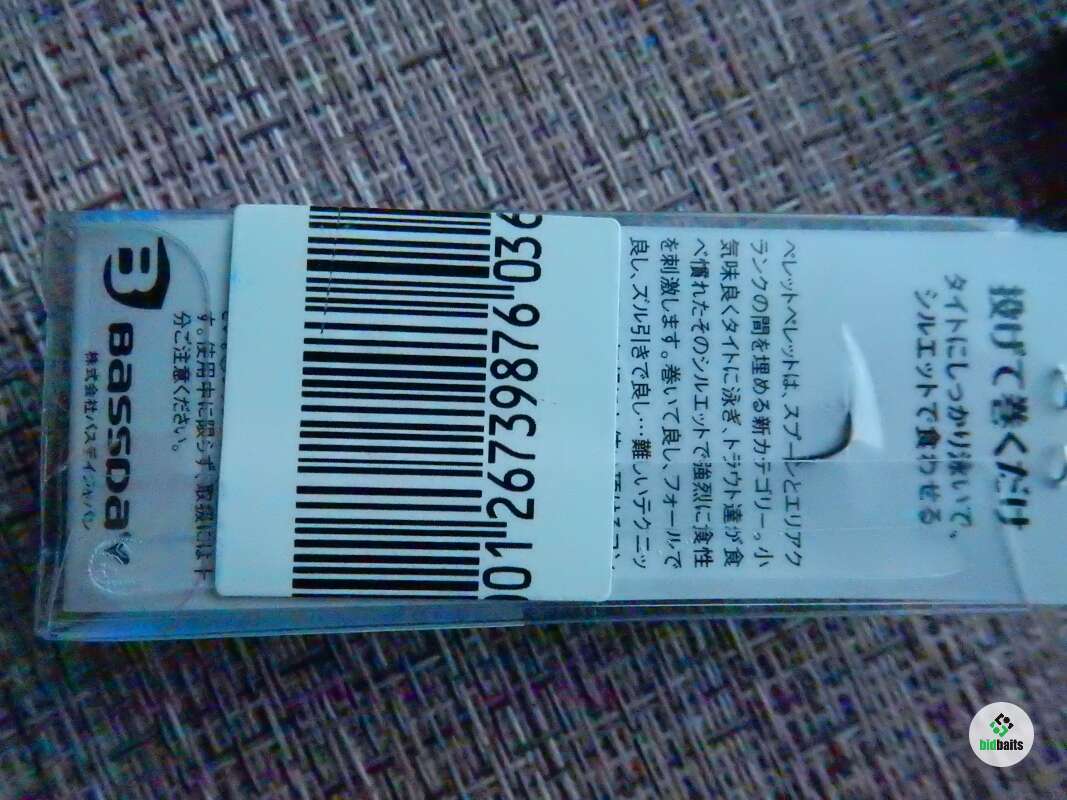 投げて巻くだけ
タイトにしっかり泳いで、
シルエットで食わせる
ペレットペレットは、スプーンとエリアク
ランクの間を埋める新カテゴリーっ小
気味良くタイトに泳ぎ、トラウト達が食
べ慣れたそのシルエットで強烈に食性
を刺激します。巻いて良し、フォールで
良し、ズル引きで良し…難しいテクニッ
001"26739876"036
す。使用中に限らず、取扱には十
分ご注意ください。
Bassda
株式会社バスデイジャパン
bidbaits